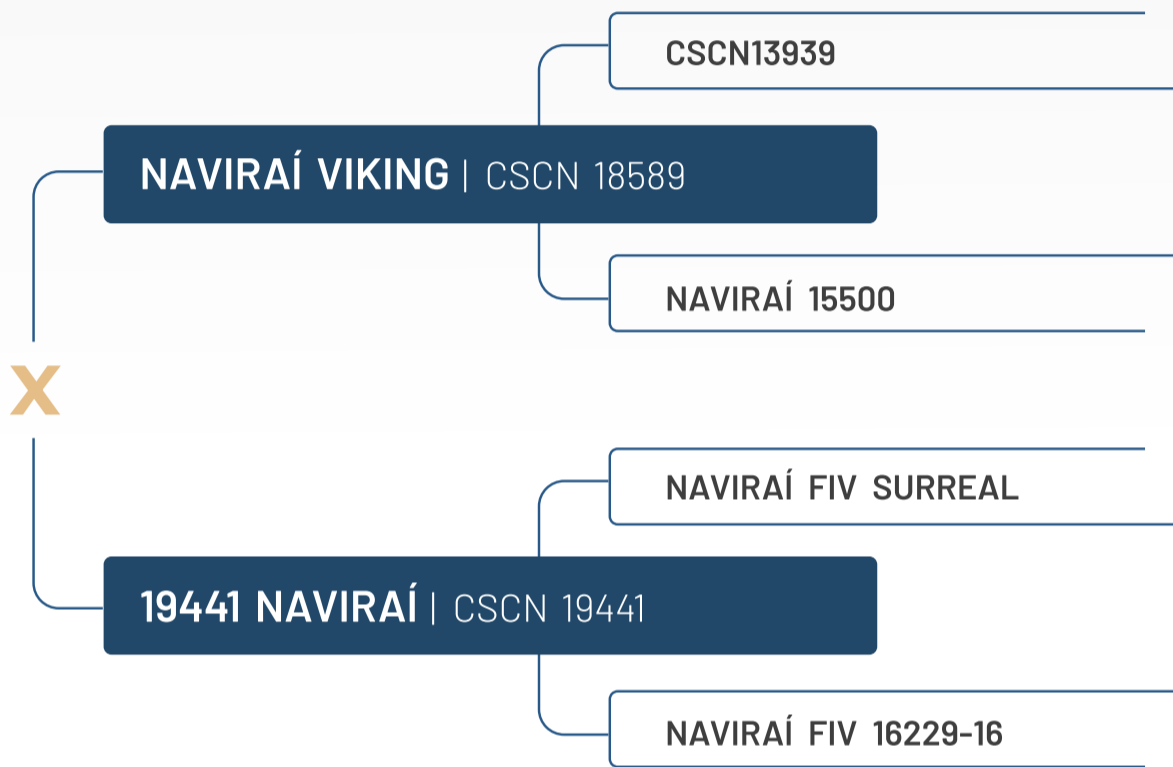 CSCN13939
NAVIRAÍ VIKING | CSCN 18589
NAVIRAÍ 15500
X
NAVIRAÍ FIV SURREAL
19441 NAVIRAÍ | CSCN 19441
NAVIRAÍ FIV 16229-16